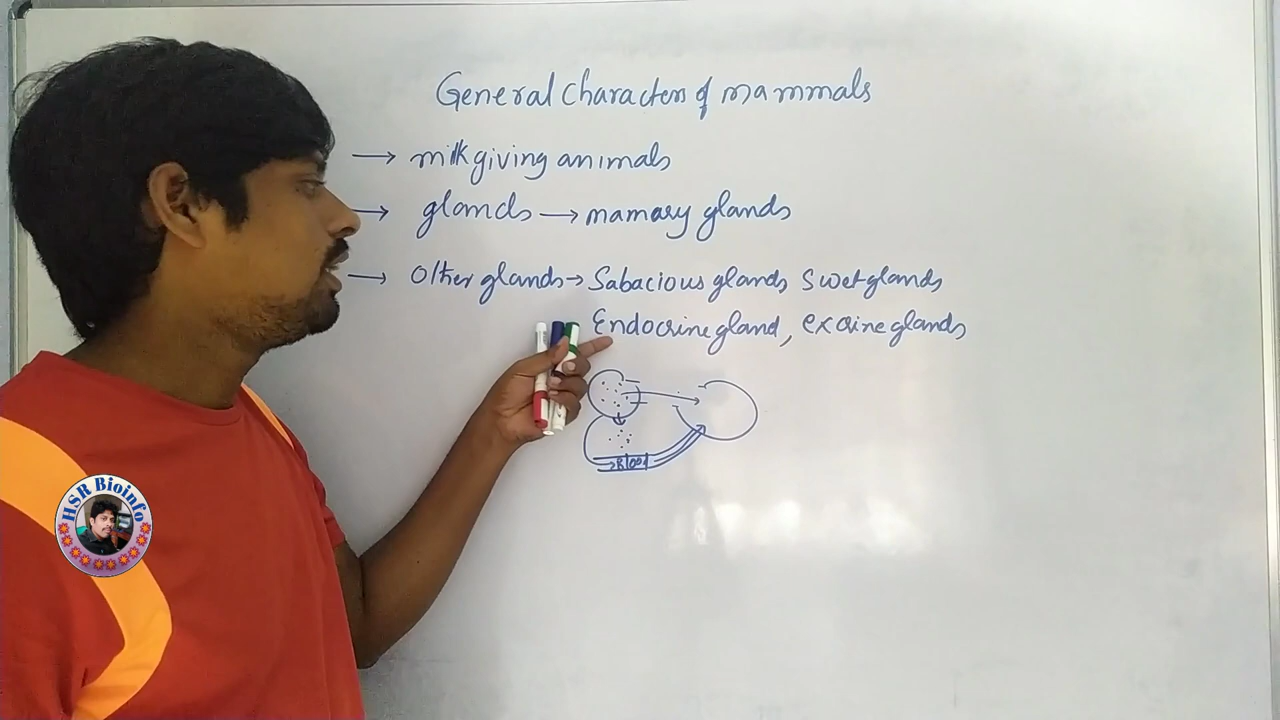 General Characters of mammals
→ milk giving animals
→ glands → mamary glands
→ Other glands → Sabacious glands Swet glands
Endocrine gland, excrine glands
Blood
HSR Bioinfo